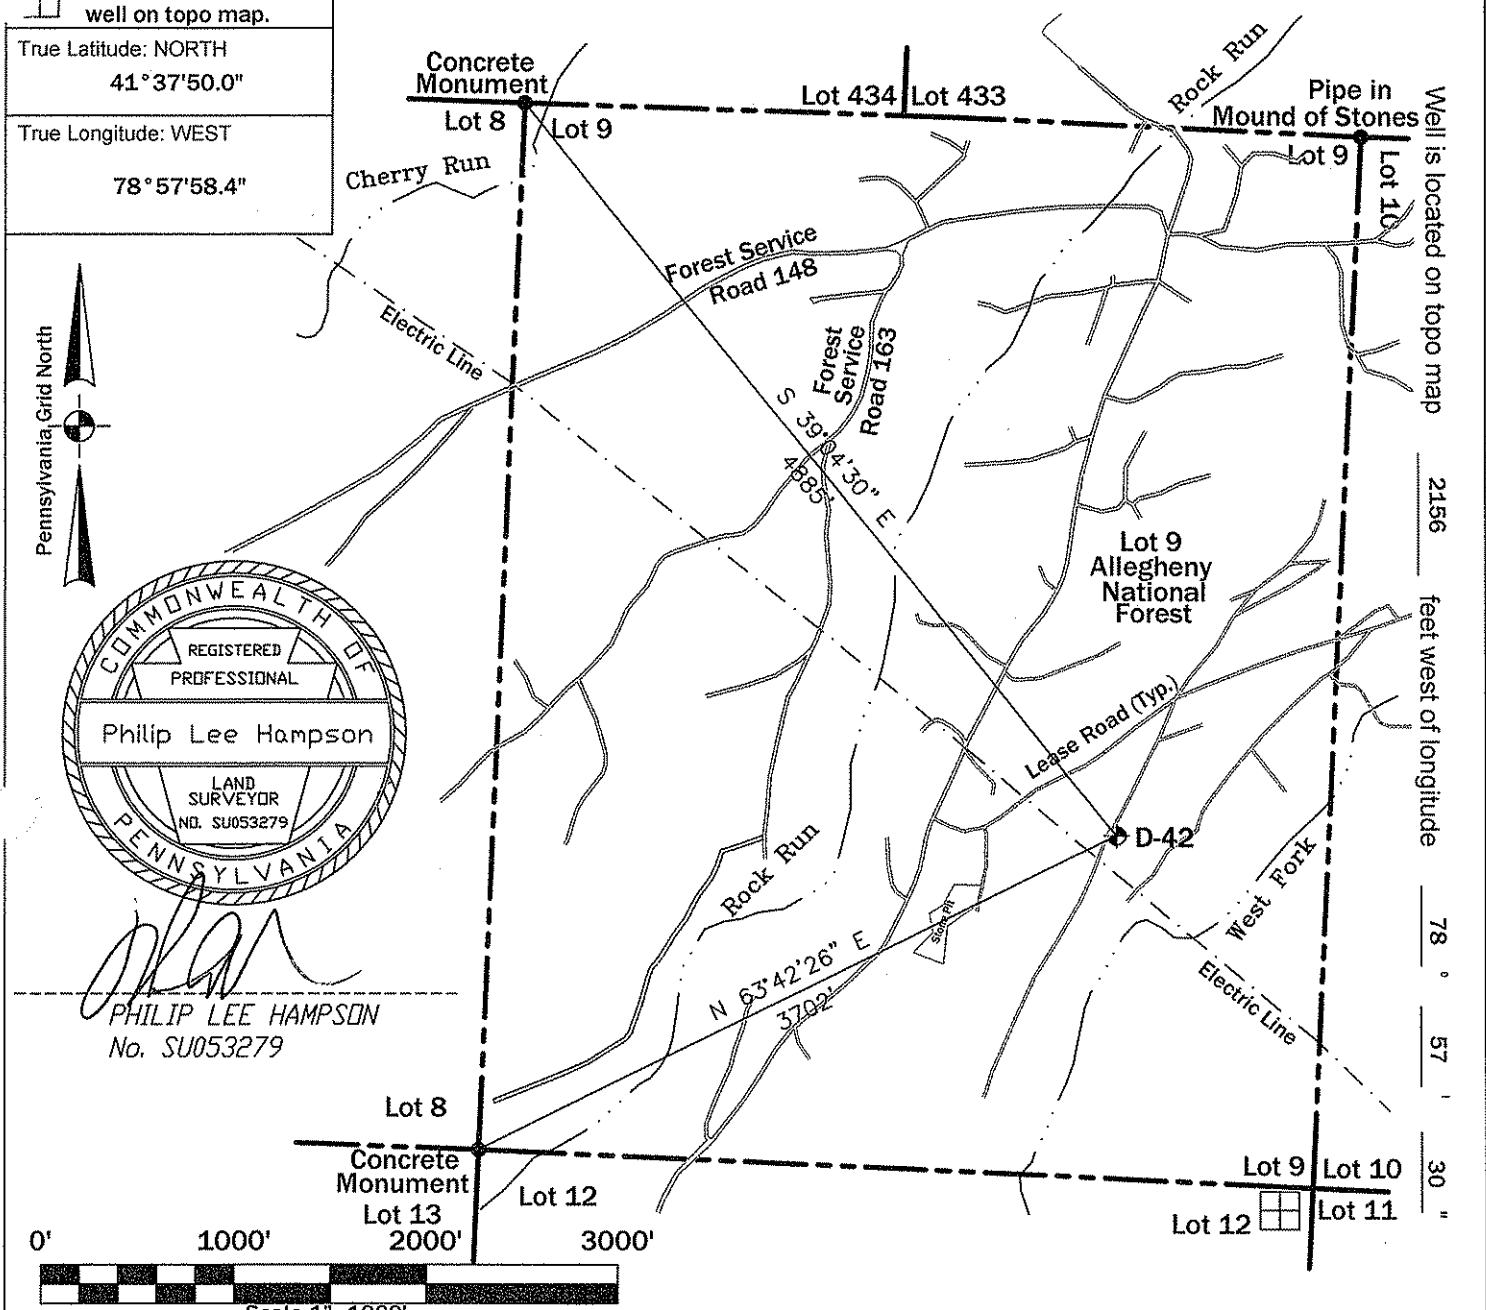 well on topo map.
True Latitude: NORTH
41°37'50.0"
True Longitude: WEST
78°57'58.4"
Concrete
Monument
Lot 8
Lot 9
Lot 434
Lot 433
Rock Run
Pipe in
Mound of Stones
Lot 9
Lot 10
Cherry Run
Forest Service
Road 148
Electric Line
Forest
Service
Road 163
S 39°04'30" E
4885'
Pennsylvania Grid North
Lot 9
Allegheny
National
Forest
Lease Road (Typ.)
D-42
Rock Run
West Fork
Stone Pit
Electric Line
N 63°42'26" E
3702'
COMMONWEALTH OF
REGISTERED
PROFESSIONAL
Philip Lee Hampson
LAND
SURVEYOR
NO. SU053279
PENNSYLVANIA
PHILIP LEE HAMPSON
No. SU053279
Lot 8
Concrete
Monument
Lot 13
Lot 12
Lot 9
Lot 10
Lot 12
Lot 11
0' 1000' 2000' 3000'
Scale 1"=1000'
Well is located on topo map 2156 feet west of longitude 78 ° 57 ' 30 "